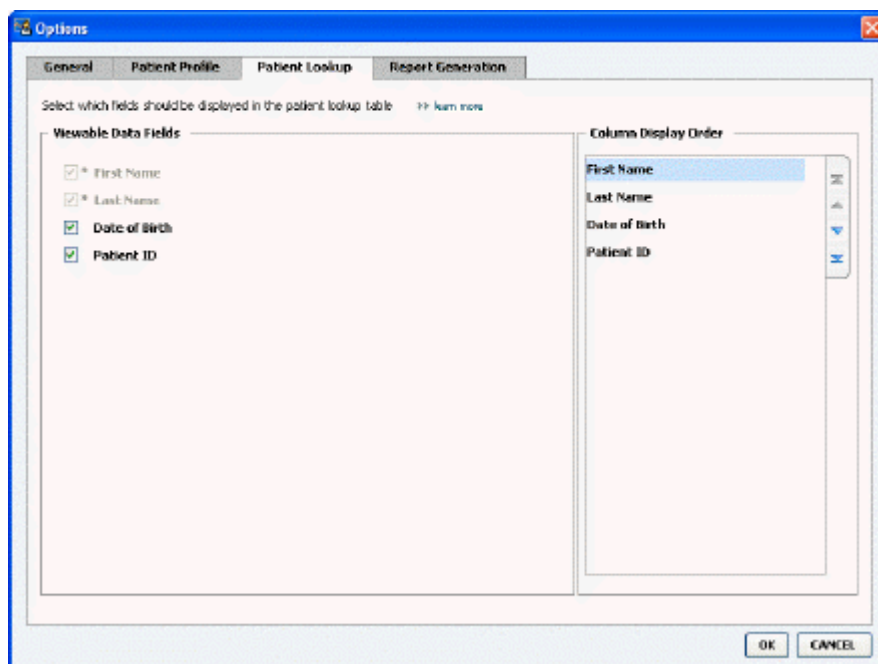 Options
General Patient Profile Patient Lookup Report Generation
Select which fields should be displayed in the patient lookup table >> learn more
Viewable Data Fields
* First Name
* Last Name
Date of Birth
Patient ID
Column Display Order
First Name
Last Name
Date of Birth
Patient ID
OK CANCEL